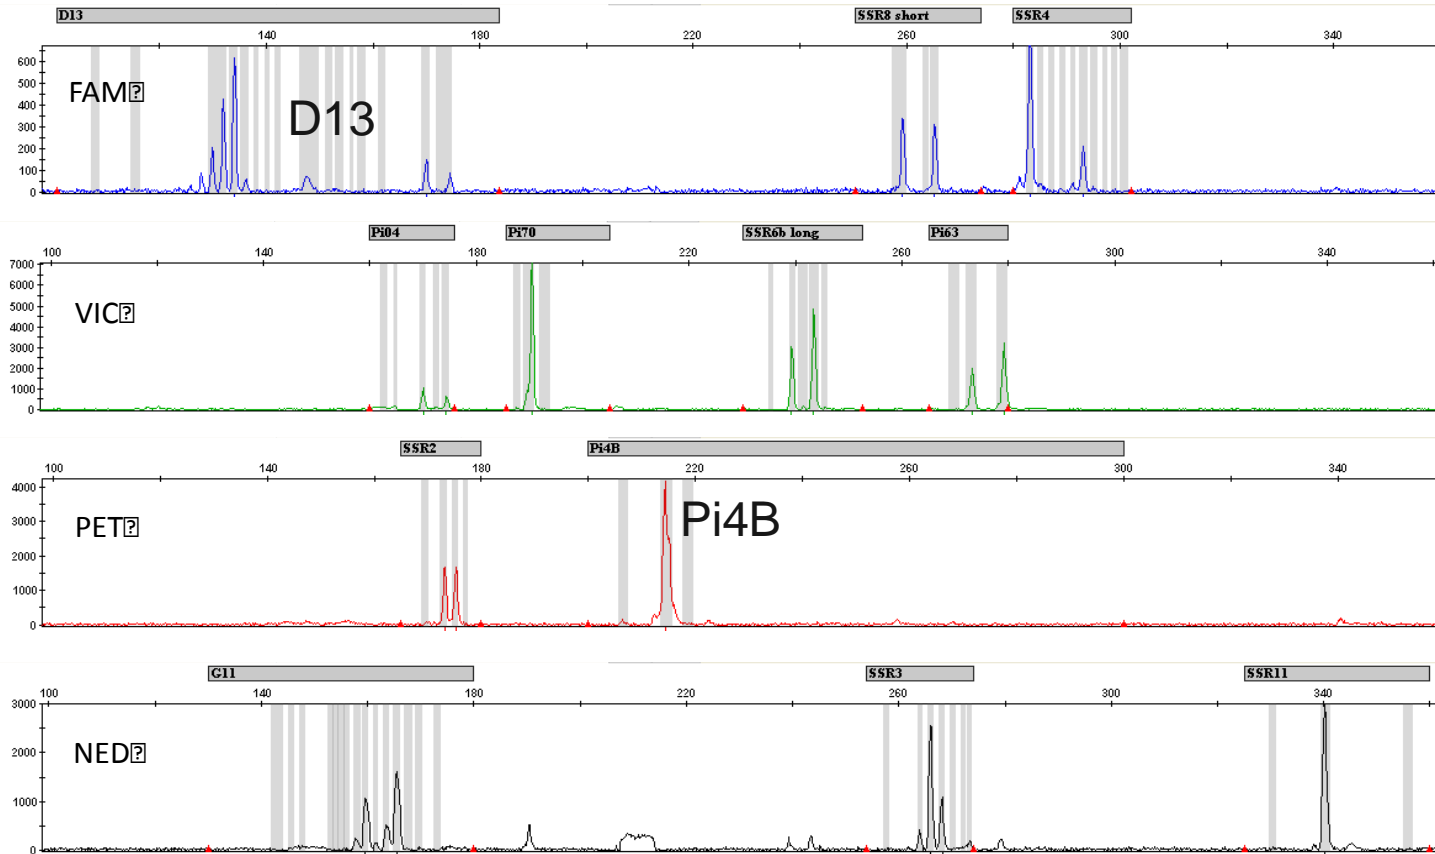 D13 SSR8 short SSR4
140 180 220 260 300 340
600
500
400
300
200
100
0
FAM⍰
D13
Pi04 Pi70 SSR6b long Pi63
100 140 180 220 260 300 340
7000
6000
5000
4000
3000
2000
1000
0
VIC⍰
SSR2 Pi4B
100 140 180 220 260 300 340
4000
3000
2000
1000
0
PET⍰
Pi4B
G11 SSR3 SSR11
100 140 180 220 260 300 340
3000
2000
1000
0
NED⍰